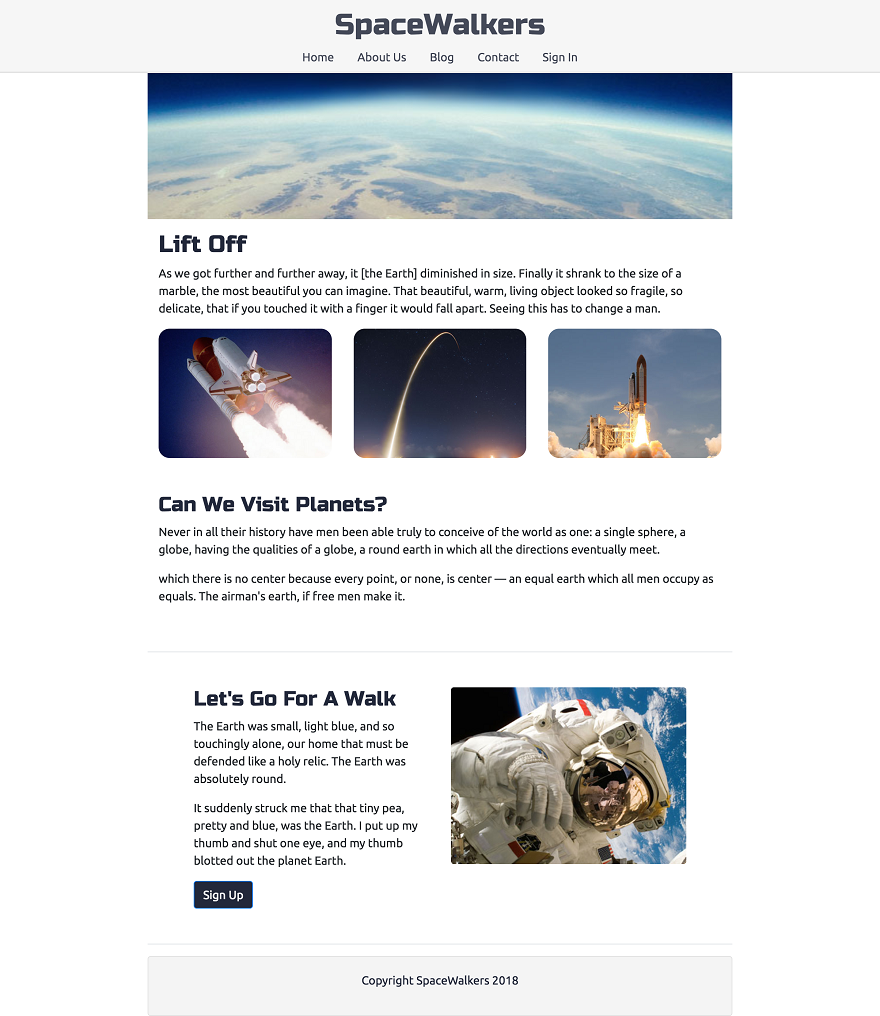 SpaceWalkers
Home About Us Blog Contact Sign In
Lift Off
As we got further and further away, it [the Earth] diminished in size. Finally it shrank to the size of a
marble, the most beautiful you can imagine. That beautiful, warm, living object looked so fragile, so
delicate, that if you touched it with a finger it would fall apart. Seeing this has to change a man.
Can We Visit Planets?
Never in all their history have men been able truly to conceive of the world as one: a single sphere, a
globe, having the qualities of a globe, a round earth in which all the directions eventually meet.
which there is no center because every point, or none, is center — an equal earth which all men occupy as
equals. The airman's earth, if free men make it.
Let's Go For A Walk
The Earth was small, light blue, and so
touchingly alone, our home that must be
defended like a holy relic. The Earth was
absolutely round.
It suddenly struck me that that tiny pea,
pretty and blue, was the Earth. I put up my
thumb and shut one eye, and my thumb
blotted out the planet Earth.
Sign Up
Copyright SpaceWalkers 2018